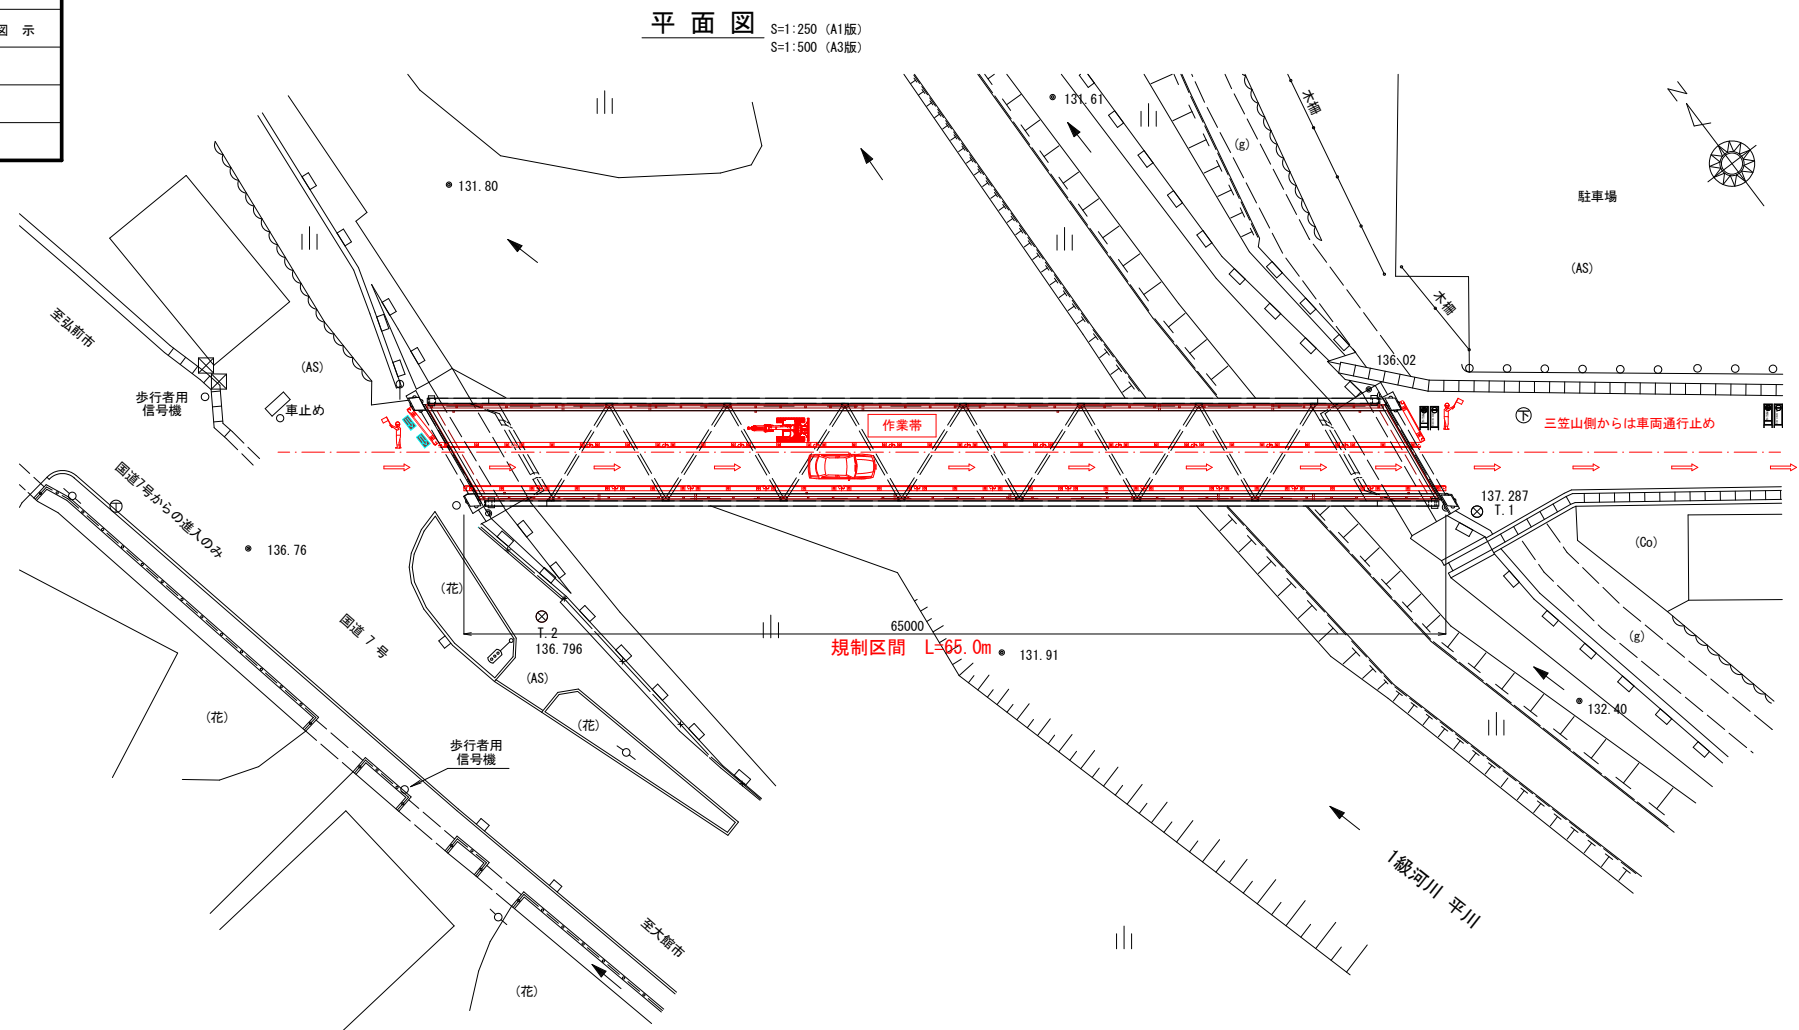 図 示
平 面 図
S=1:250 (A1版)
S=1:500 (A3版)
131.61
木柵
N
(g)
131.80
駐車場
(AS)
木柵
至弘前市
(AS)
136.02
歩行者用
信号機
車止め
作業帯
下
三笠山側からは車両通行止め
国道7号からの進入のみ
136.76
137.287
T.1
(Co)
(花)
国道 7 号
T.2
136.796
65000
規制区間 L=65.0m
131.91
(g)
(AS)
(花)
(花)
132.40
歩行者用
信号機
1級河川 平川
至大館市
(花)